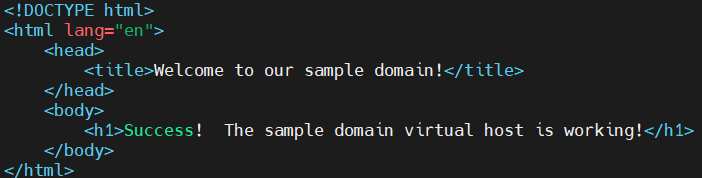 <!DOCTYPE html>
<html lang="en">
    <head>
        <title>Welcome to our sample domain!</title>
    </head>
    <body>
        <h1>Success!  The sample domain virtual host is working!</h1>
    </body>
</html>